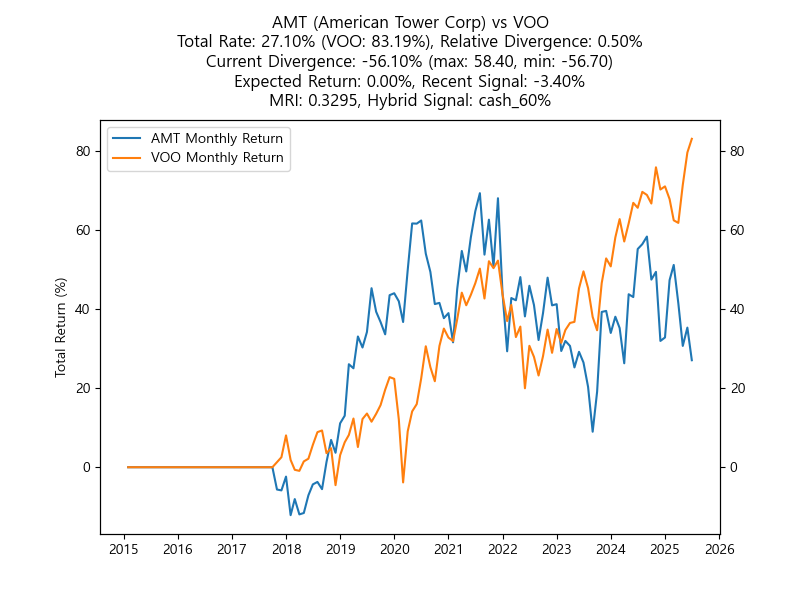 AMT (American Tower Corp) vs VOO
Total Rate: 27.10% (VOO: 83.19%), Relative Divergence: 0.50%
Current Divergence: -56.10% (max: 58.40, min: -56.70)
Expected Return: 0.00%, Recent Signal: -3.40%
MRI: 0.3295, Hybrid Signal: cash_60%
AMT Monthly Return
VOO Monthly Return
Total Return (%)
80
60
40
20
0
80
60
40
20
0
2015 2016 2017 2018 2019 2020 2021 2022 2023 2024 2025 2026